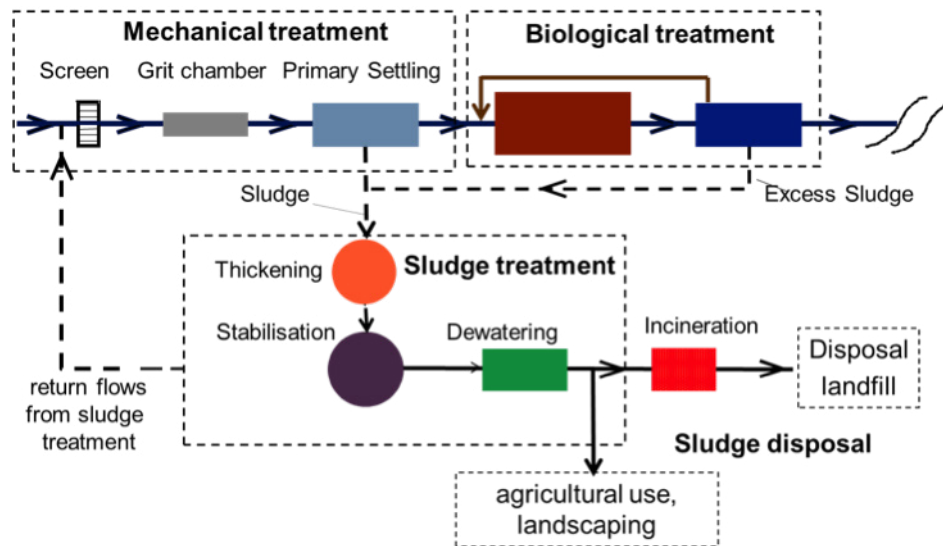 Mechanical treatment
Biological treatment
Screen
Grit chamber
Primary Settling
Sludge
Excess Sludge
Thickening
Sludge treatment
Stabilisation
Dewatering
Incineration
Disposal
landfill
return flows
from sludge
treatment
Sludge disposal
agricultural use,
landscaping